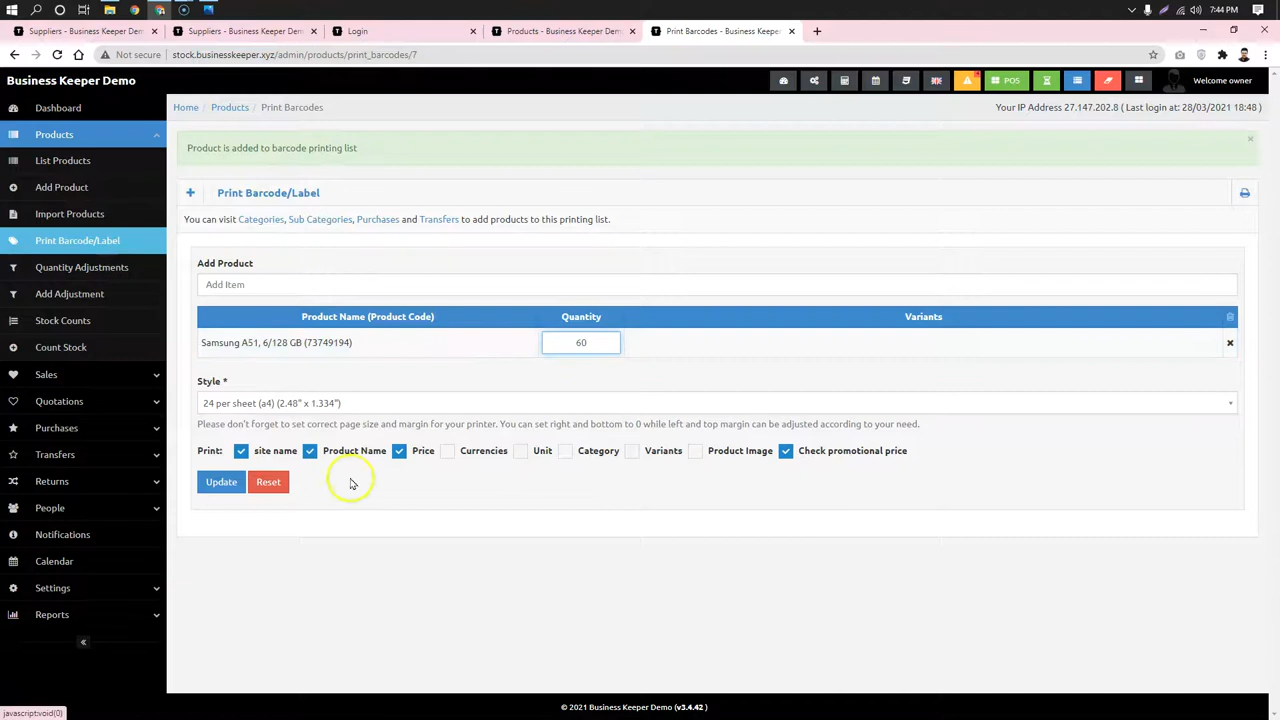 7:44 PM
Suppliers - Business Keeper Dem
Suppliers - Business Keeper Dem
Login
Products - Business Keeper Demo
Print Barcodes - Business Keeper
Not secure
stock.businesskeeper.xyz/admin/products/print_barcodes/7
Business Keeper Demo
POS
Welcome owner
Home / Products / Print Barcodes
Your IP Address 27.147.202.8 ( Last login at: 28/03/2021 18:48 )
Dashboard
Products
List Products
Add Product
Import Products
Print Barcode/Label
Quantity Adjustments
Add Adjustment
Stock Counts
Count Stock
Sales
Quotations
Purchases
Transfers
Returns
People
Notifications
Calendar
Settings
Reports
Product is added to barcode printing list
Print Barcode/Label
You can visit Categories, Sub Categories, Purchases and Transfers to add products to this printing list.
Add Product
Add Item
Product Name (Product Code) Quantity Variants
Samsung A51, 6/128 GB (73749194) 60
Style *
24 per sheet (a4) (2.48" x 1.334")
Please don't forget to set correct page size and margin for your printer. You can set right and bottom to 0 while left and top margin can be adjusted according to your need.
Print: site name Product Name Price Currencies Unit Category Variants Product Image Check promotional price
Update Reset
© 2021 Business Keeper Demo (v3.4.42 )
javascript:void(0)